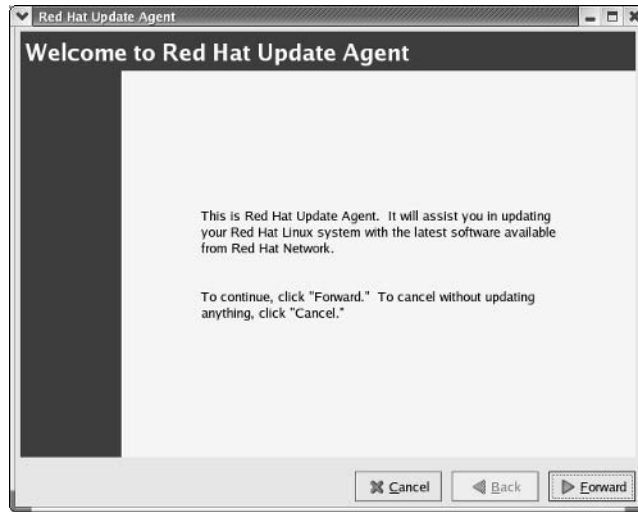 Red Hat Update Agent
Welcome to Red Hat Update Agent
This is Red Hat Update Agent. It will assist you in updating
your Red Hat Linux system with the latest software available
from Red Hat Network.
To continue, click "Forward." To cancel without updating
anything, click "Cancel."
Cancel
Back
Forward